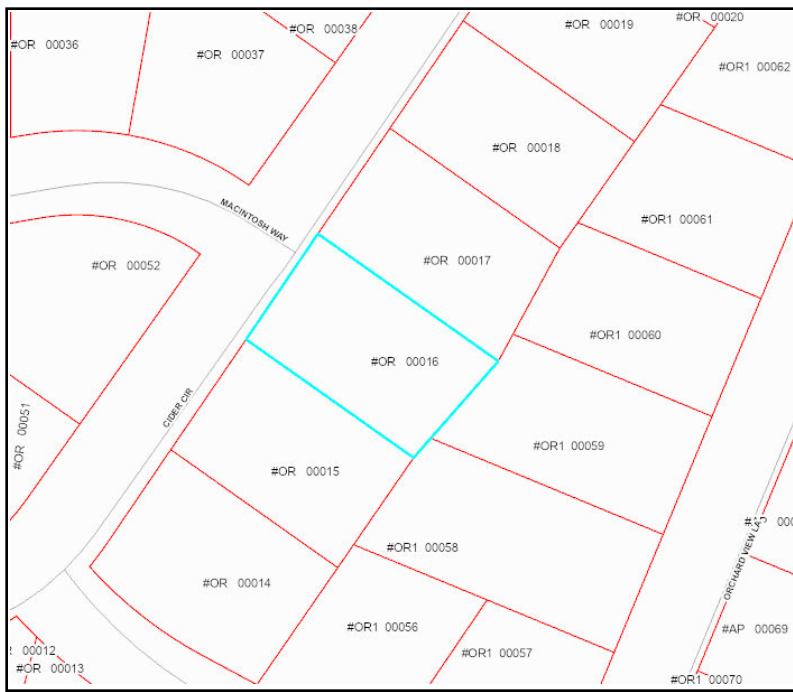 #OR 00019
#OR 00020
#OR 00038
#OR 00036
#OR 00037
#OR1 00062
#OR 00018
MACINTOSH WAY
#OR1 00061
#OR 00052
#OR 00017
#OR1 00060
#OR 00016
CIDER CIR
#OR 00051
#OR1 00059
#OR 00015
#OR1 00058
ORCHARD VIEW LA
#OR 00014
#OR1 00056
#AP 00069
00012
#OR1 00057
#OR 00013
#OR1 00070